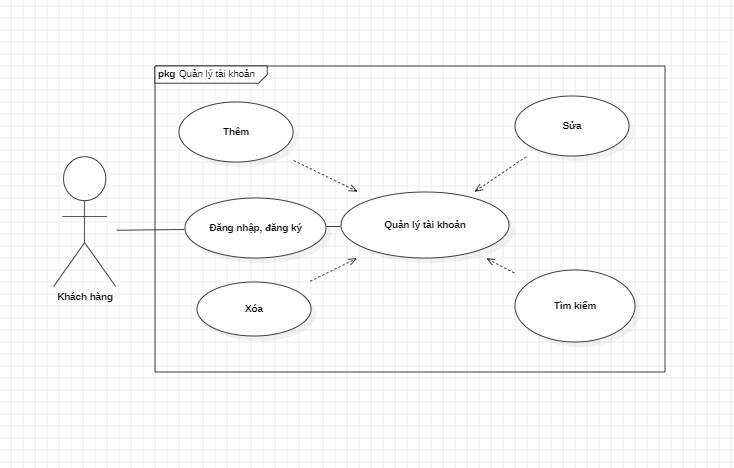 pkg Quản lý tài khoản
Thêm
Sửa
Đăng nhập, đăng ký
Quản lý tài khoản
Xóa
Tìm kiếm
Khách hàng